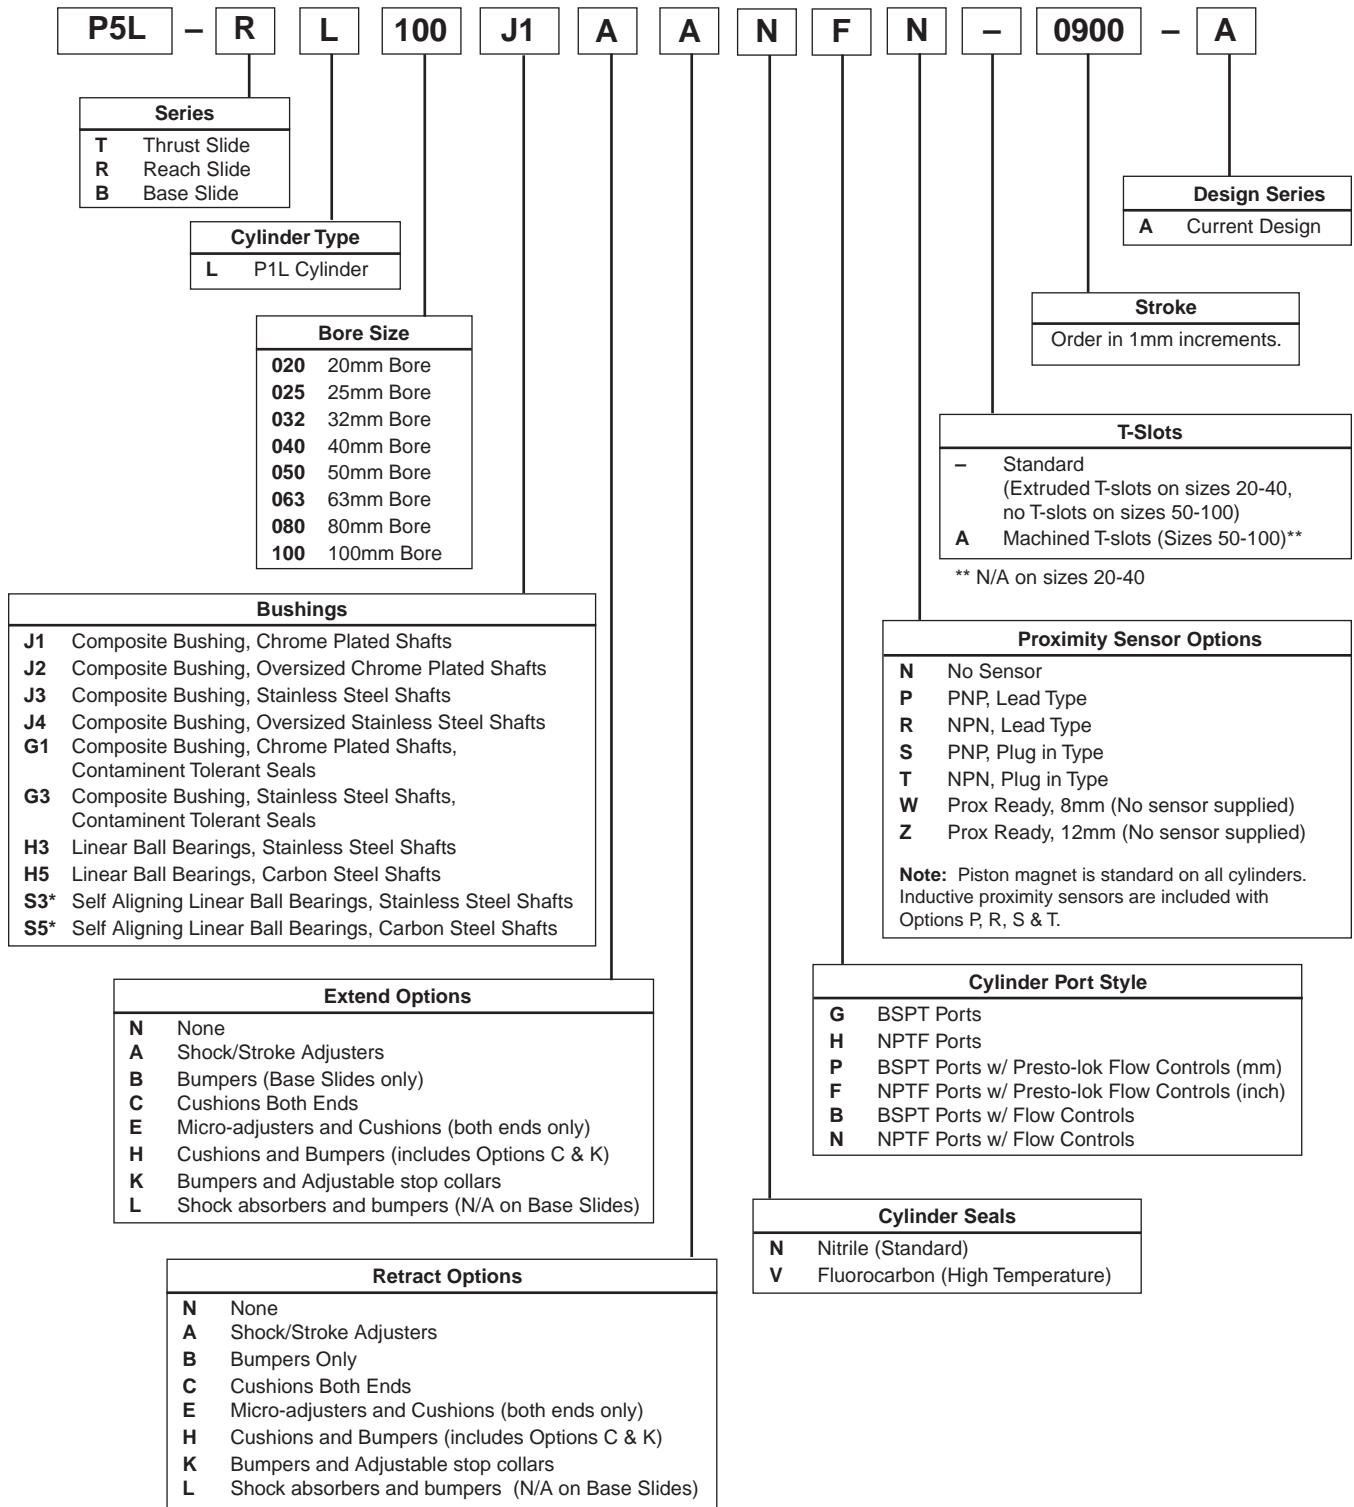 P5L – R L 100 J1 A A N F N – 0900 – A
Series
T Thrust Slide
R Reach Slide
B Base Slide
Cylinder Type
L P1L Cylinder
Bore Size
020 20mm Bore
025 25mm Bore
032 32mm Bore
040 40mm Bore
050 50mm Bore
063 63mm Bore
080 80mm Bore
100 100mm Bore
Bushings
J1 Composite Bushing, Chrome Plated Shafts
J2 Composite Bushing, Oversized Chrome Plated Shafts
J3 Composite Bushing, Stainless Steel Shafts
J4 Composite Bushing, Oversized Stainless Steel Shafts
G1 Composite Bushing, Chrome Plated Shafts,
Contaminent Tolerant Seals
G3 Composite Bushing, Stainless Steel Shafts,
Contaminent Tolerant Seals
H3 Linear Ball Bearings, Stainless Steel Shafts
H5 Linear Ball Bearings, Carbon Steel Shafts
S3* Self Aligning Linear Ball Bearings, Stainless Steel Shafts
S5* Self Aligning Linear Ball Bearings, Carbon Steel Shafts
Extend Options
N None
A Shock/Stroke Adjusters
B Bumpers (Base Slides only)
C Cushions Both Ends
E Micro-adjusters and Cushions (both ends only)
H Cushions and Bumpers (includes Options C & K)
K Bumpers and Adjustable stop collars
L Shock absorbers and bumpers (N/A on Base Slides)
Retract Options
N None
A Shock/Stroke Adjusters
B Bumpers Only
C Cushions Both Ends
E Micro-adjusters and Cushions (both ends only)
H Cushions and Bumpers (includes Options C & K)
K Bumpers and Adjustable stop collars
L Shock absorbers and bumpers (N/A on Base Slides)
Design Series
A Current Design
Stroke
Order in 1mm increments.
T-Slots
– Standard
(Extruded T-slots on sizes 20-40,
no T-slots on sizes 50-100)
A Machined T-slots (Sizes 50-100)**
** N/A on sizes 20-40
Proximity Sensor Options
N No Sensor
P PNP, Lead Type
R NPN, Lead Type
S PNP, Plug in Type
T NPN, Plug in Type
W Prox Ready, 8mm (No sensor supplied)
Z Prox Ready, 12mm (No sensor supplied)
Note: Piston magnet is standard on all cylinders.
Inductive proximity sensors are included with
Options P, R, S & T.
Cylinder Port Style
G BSPT Ports
H NPTF Ports
P BSPT Ports w/ Presto-lok Flow Controls (mm)
F NPTF Ports w/ Presto-lok Flow Controls (inch)
B BSPT Ports w/ Flow Controls
N NPTF Ports w/ Flow Controls
Cylinder Seals
N Nitrile (Standard)
V Fluorocarbon (High Temperature)